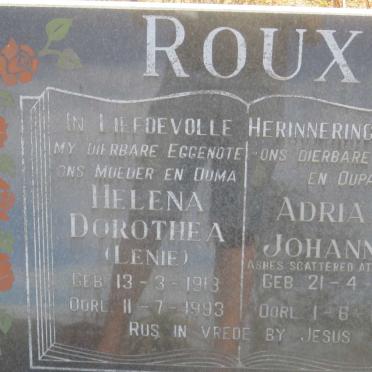 ROUX
IN LIEFDEVOLLE HERINNERING
MY DIERBARE EGGENOTE
ONS MOEDER EN OUMA
HELENA
DOROTHEA
(LENIE)
GEB. 13-3-1913
OORL. 11-7-1993
ONS DIERBARE
EN OUPA
ADRIA
JOHANN
ASHES SCATTERED AT
GEB. 21-4-
OORL. 1-6-
RUS IN VREDE BY JESUS